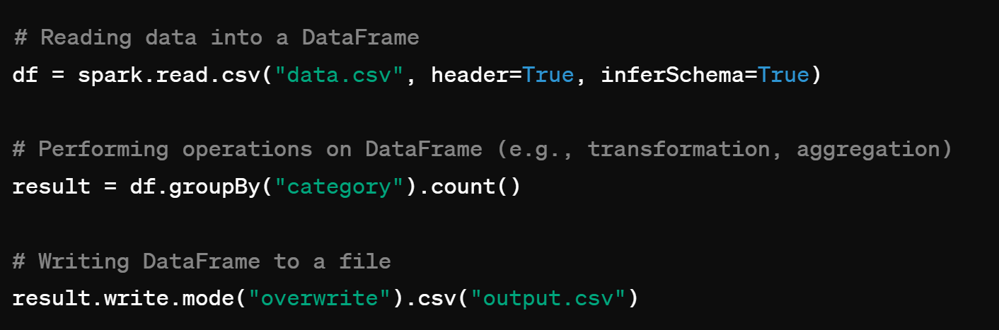 # Reading data into a DataFrame
df = spark.read.csv("data.csv", header=True, inferSchema=True)
# Performing operations on DataFrame (e.g., transformation, aggregation)
result = df.groupBy("category").count()
# Writing DataFrame to a file
result.write.mode("overwrite").csv("output.csv")